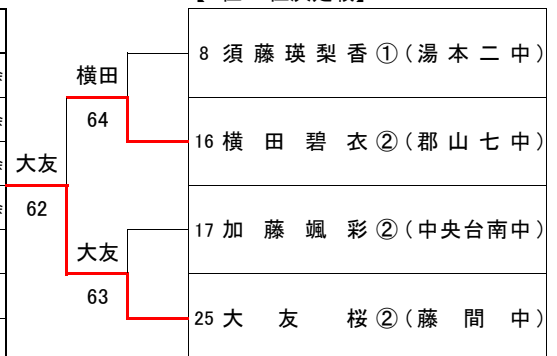 8 須藤瑛梨香①(湯本二中)
横田
64
16 横田碧衣②(郡山七中)
大友
62
17 加藤颯彩②(中央台南中)
大友
63
25 大友桜②(藤間中)